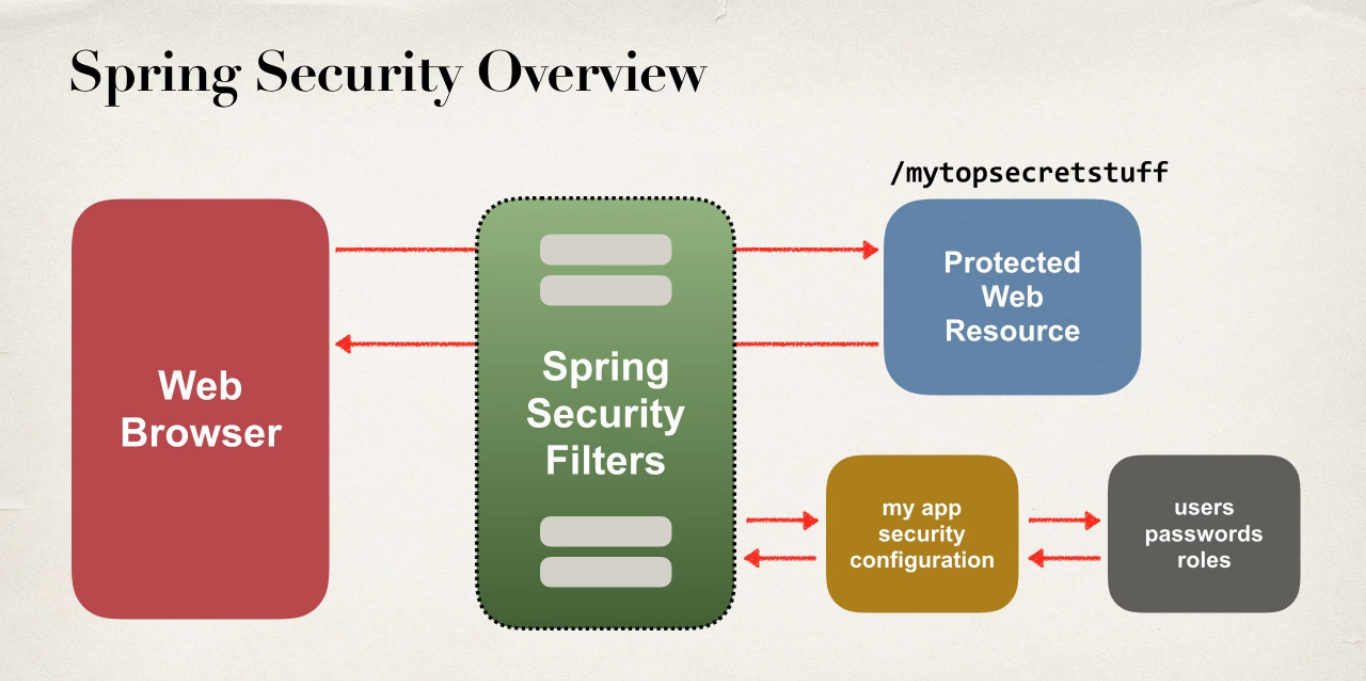 Spring Security Overview
/mytopsecretstuff
Web
Browser
Spring
Security
Filters
Protected
Web
Resource
my app
security
configuration
users
passwords
roles